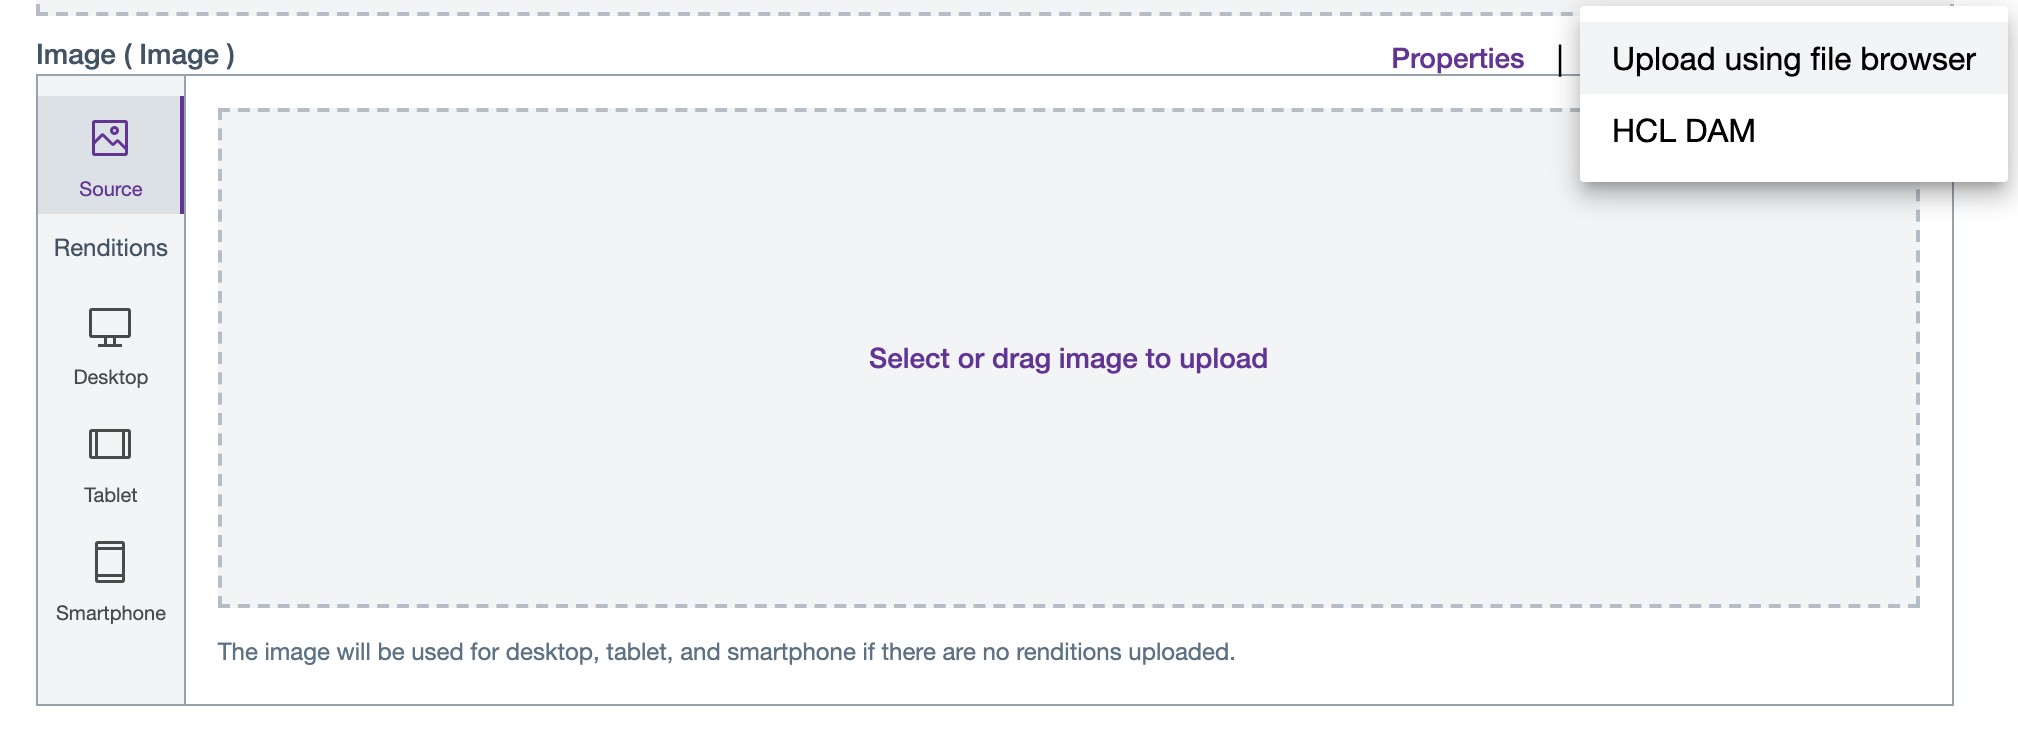 Image ( Image )
Properties |
Upload using file browser
HCL DAM
Source
Renditions
Desktop
Tablet
Smartphone
Select or drag image to upload
The image will be used for desktop, tablet, and smartphone if there are no renditions uploaded.